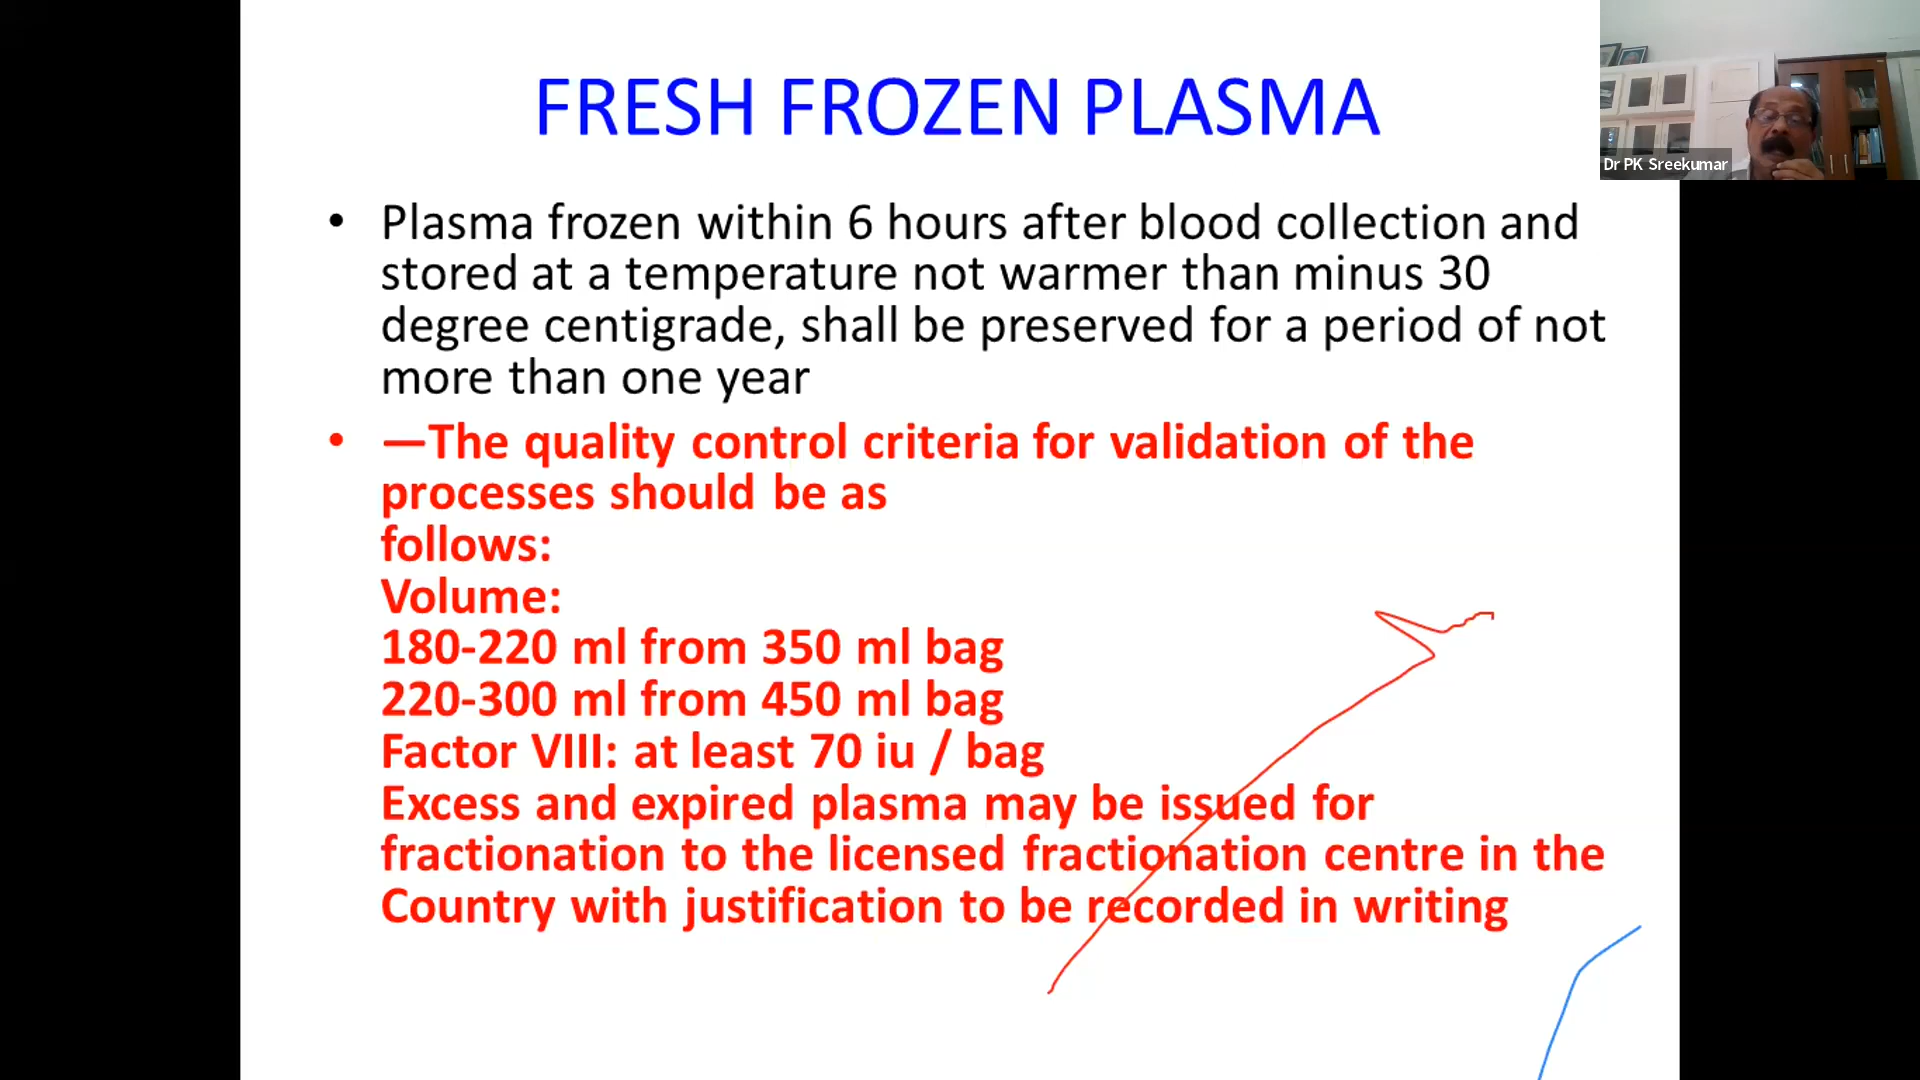 FRESH FROZEN PLASMA
Dr PK Sreekumar
• Plasma frozen within 6 hours after blood collection and
stored at a temperature not warmer than minus 30
degree centigrade, shall be preserved for a period of not
more than one year
• —The quality control criteria for validation of the
processes should be as
follows:
Volume:
180-220 ml from 350 ml bag
220-300 ml from 450 ml bag
Factor VIII: at least 70 iu / bag
Excess and expired plasma may be issued for
fractionation to the licensed fractionation centre in the
Country with justification to be recorded in writing